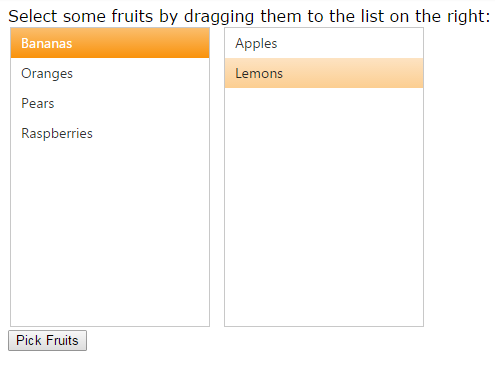 Select some fruits by dragging them to the list on the right:
Bananas
Oranges
Pears
Raspberries
Apples
Lemons
Pick Fruits